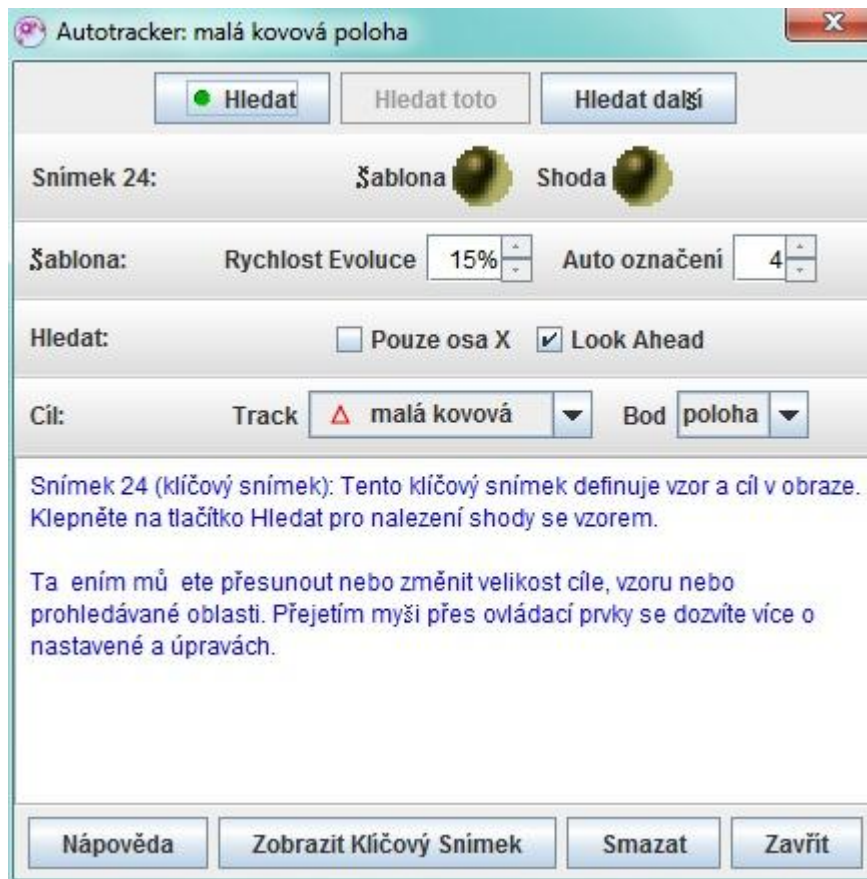 Autotracker: malá kovová poloha
Hledat Hledat toto Hledat další
Snímek 24: Šablona Shoda
Šablona: Rychlost Evoluce 15% Auto označení 4
Hledat: Pouze osa X Look Ahead
Cíl: Track malá kovová Bod poloha
Snímek 24 (klíčový snímek): Tento klíčový snímek definuje vzor a cíl v obraze.
Klepněte na tlačítko Hledat pro nalezení shody se vzorem.
Ta ením mů ete přesunout nebo změnit velikost cíle, vzoru nebo
prohledávané oblasti. Přejetím myši přes ovládací prvky se dozvíte více o
nastavené a úpravách.
Nápověda Zobrazit Klíčový Snímek Smazat Zavřít